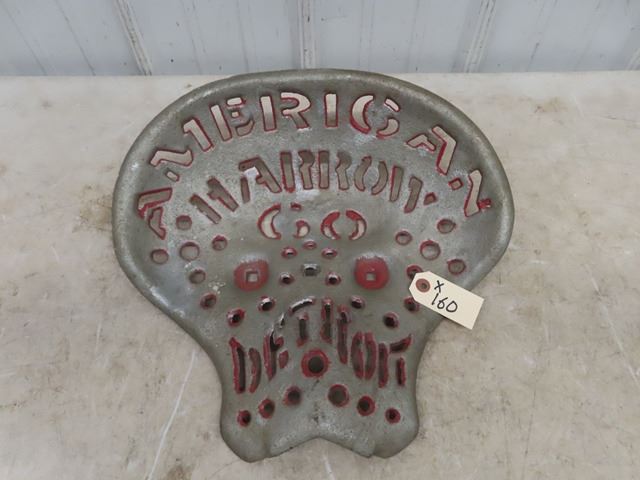 AMERICAN
HARROW
CO
DETROIT
X
160